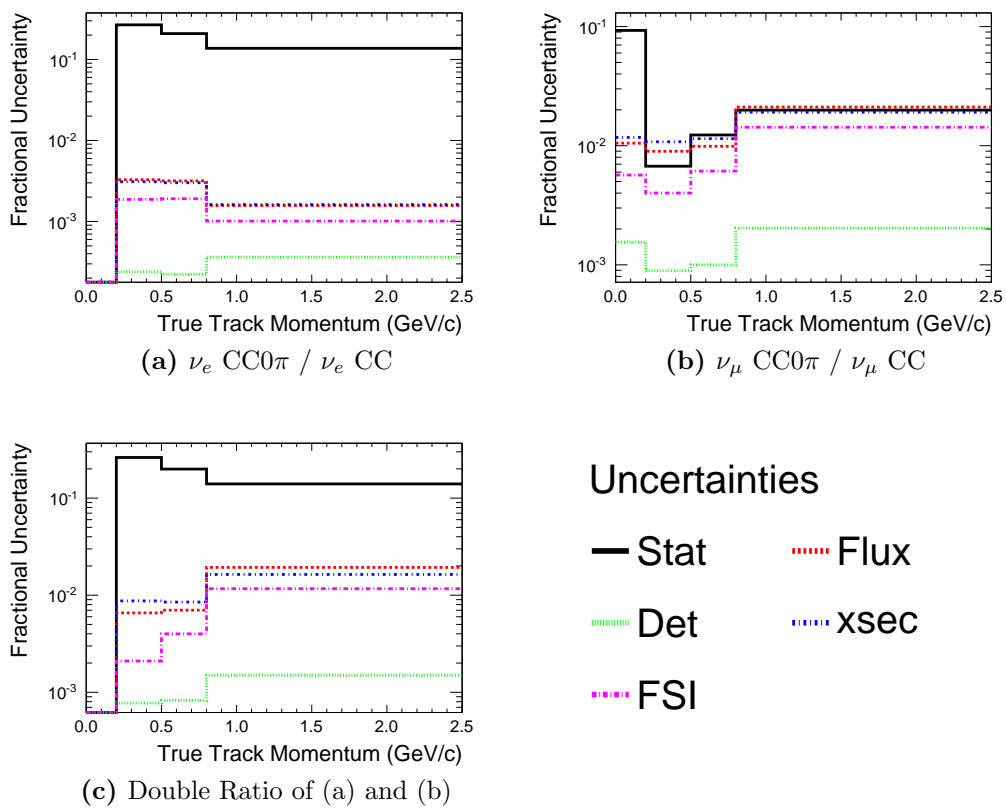 Fractional Uncertainty
10⁻¹
10⁻²
10⁻³
0.0 0.5 1.0 1.5 2.0 2.5
True Track Momentum (GeV/c)
(a) νₑ CC0π / νₑ CC
Fractional Uncertainty
10⁻¹
10⁻²
10⁻³
0.0 0.5 1.0 1.5 2.0 2.5
True Track Momentum (GeV/c)
(b) ν_μ CC0π / ν_μ CC
Fractional Uncertainty
10⁻¹
10⁻²
10⁻³
0.0 0.5 1.0 1.5 2.0 2.5
True Track Momentum (GeV/c)
(c) Double Ratio of (a) and (b)
Uncertainties
Stat Flux
Det xsec
FSI